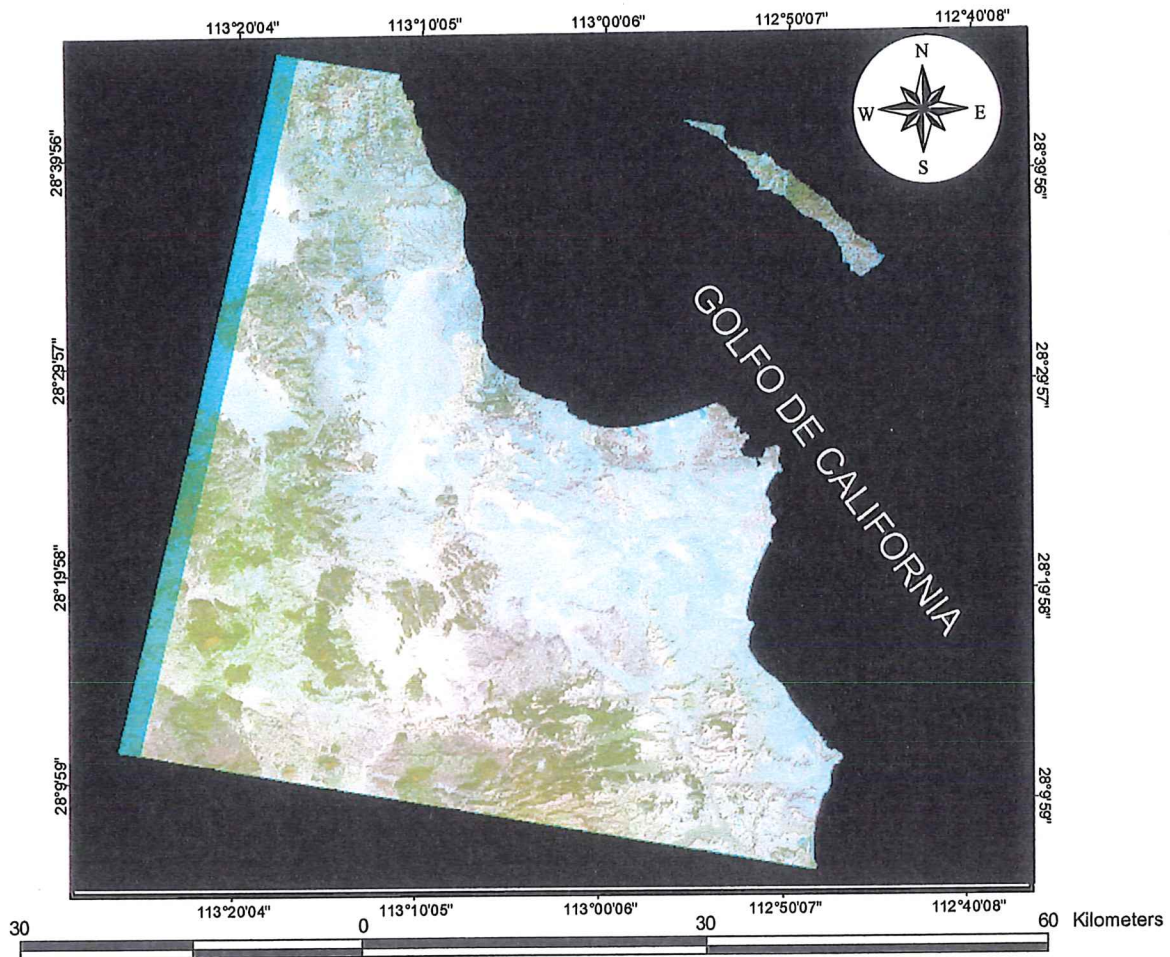 113°20'04" 113°10'05" 113°00'06" 112°50'07" 112°40'08"
N
W E
S
28°39'56" 28°39'56"
28°29'57" 28°29'57"
GOLFO DE CALIFORNIA
28°19'58" 28°19'58"
28°9'59" 28°9'59"
113°20'04" 113°10'05" 113°00'06" 112°50'07" 112°40'08"
30 0 30 60 Kilometers